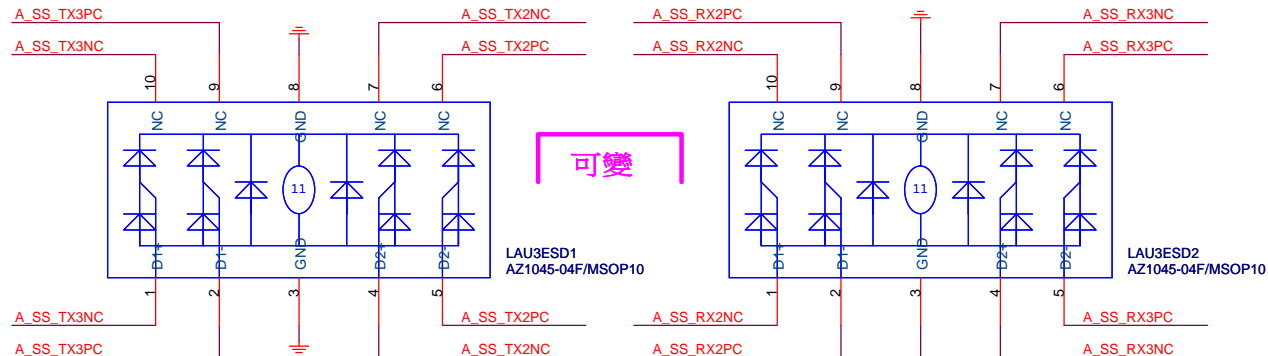 A_SS_TX3PC
A_SS_TX2NC
A_SS_RX2PC
A_SS_RX3NC
A_SS_TX3NC
A_SS_TX2PC
A_SS_RX2NC
A_SS_RX3PC
10 9 8 7 6
10 9 8 7 6
NC NC GND NC NC
NC NC GND NC NC
可變
11
11
D1+ D1- GND D2+ D2-
D1+ D1- GND D2+ D2-
LAU3ESD1
AZ1045-04F/MSOP10
LAU3ESD2
AZ1045-04F/MSOP10
1 2 3 4 5
1 2 3 4 5
A_SS_TX3NC
A_SS_TX2PC
A_SS_RX2NC
A_SS_RX3PC
A_SS_TX3PC
A_SS_TX2NC
A_SS_RX2PC
A_SS_RX3NC